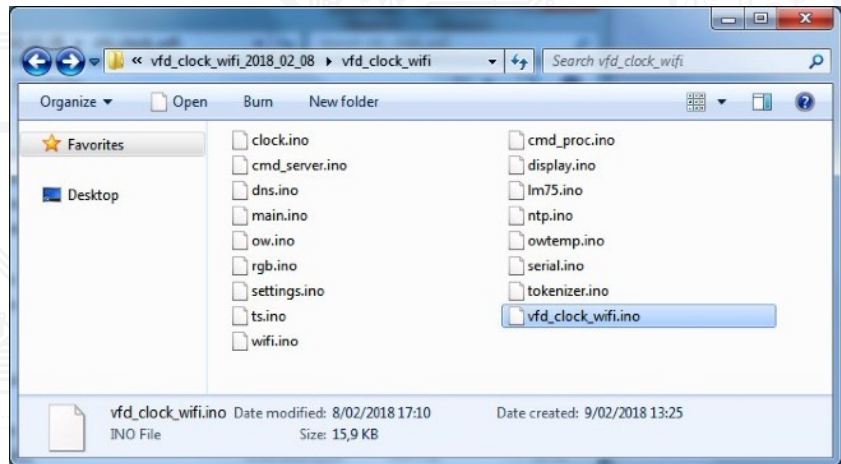 « vfd_clock_wifi_2018_02_08 ▸ vfd_clock_wifi
Search vfd_clock_wifi
Organize ▾ Open Burn New folder
Favorites
Desktop
clock.ino
cmd_server.ino
dns.ino
main.ino
ow.ino
rgb.ino
settings.ino
ts.ino
wifi.ino
cmd_proc.ino
display.ino
lm75.ino
ntp.ino
owtemp.ino
serial.ino
tokenizer.ino
vfd_clock_wifi.ino
vfd_clock_wifi.ino Date modified: 8/02/2018 17:10 Date created: 9/02/2018 13:25
INO File Size: 15,9 KB